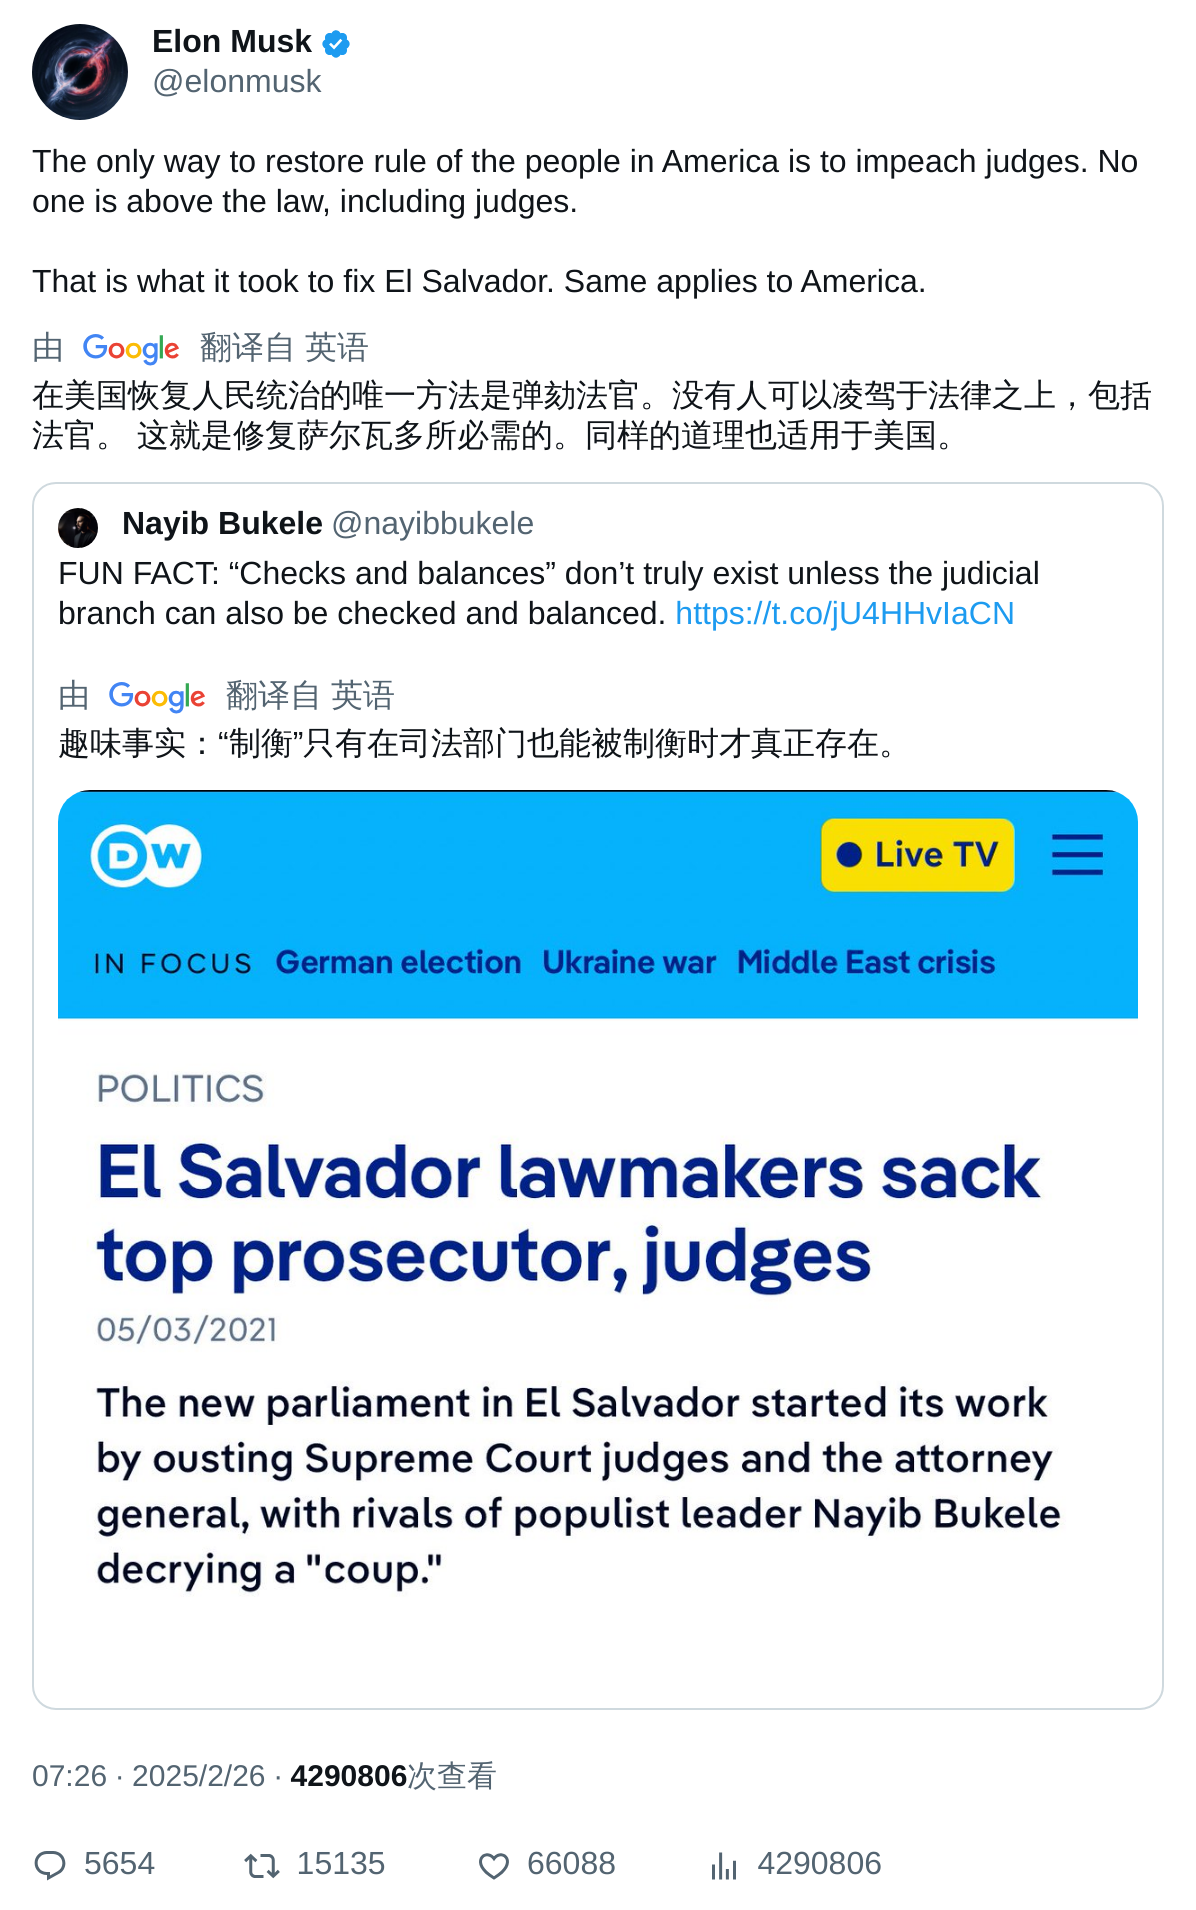 Elon Musk
@elonmusk
The only way to restore rule of the people in America is to impeach judges. No
one is above the law, including judges.
That is what it took to fix El Salvador. Same applies to America.
由 Google 翻译自 英语
在美国恢复人民统治的唯一方法是弹劾法官。没有人可以凌驾于法律之上，包括
法官。 这就是修复萨尔瓦多所必需的。同样的道理也适用于美国。
Nayib Bukele @nayibbukele
FUN FACT: “Checks and balances” don’t truly exist unless the judicial
branch can also be checked and balanced. https://t.co/jU4HHvIaCN
由 Google 翻译自 英语
趣味事实：“制衡”只有在司法部门也能被制衡时才真正存在。
DW
Live TV
IN FOCUS German election Ukraine war Middle East crisis
POLITICS
El Salvador lawmakers sack
top prosecutor, judges
05/03/2021
The new parliament in El Salvador started its work
by ousting Supreme Court judges and the attorney
general, with rivals of populist leader Nayib Bukele
decrying a "coup."
07:26 · 2025/2/26 · 4290806次查看
5654 15135 66088 4290806